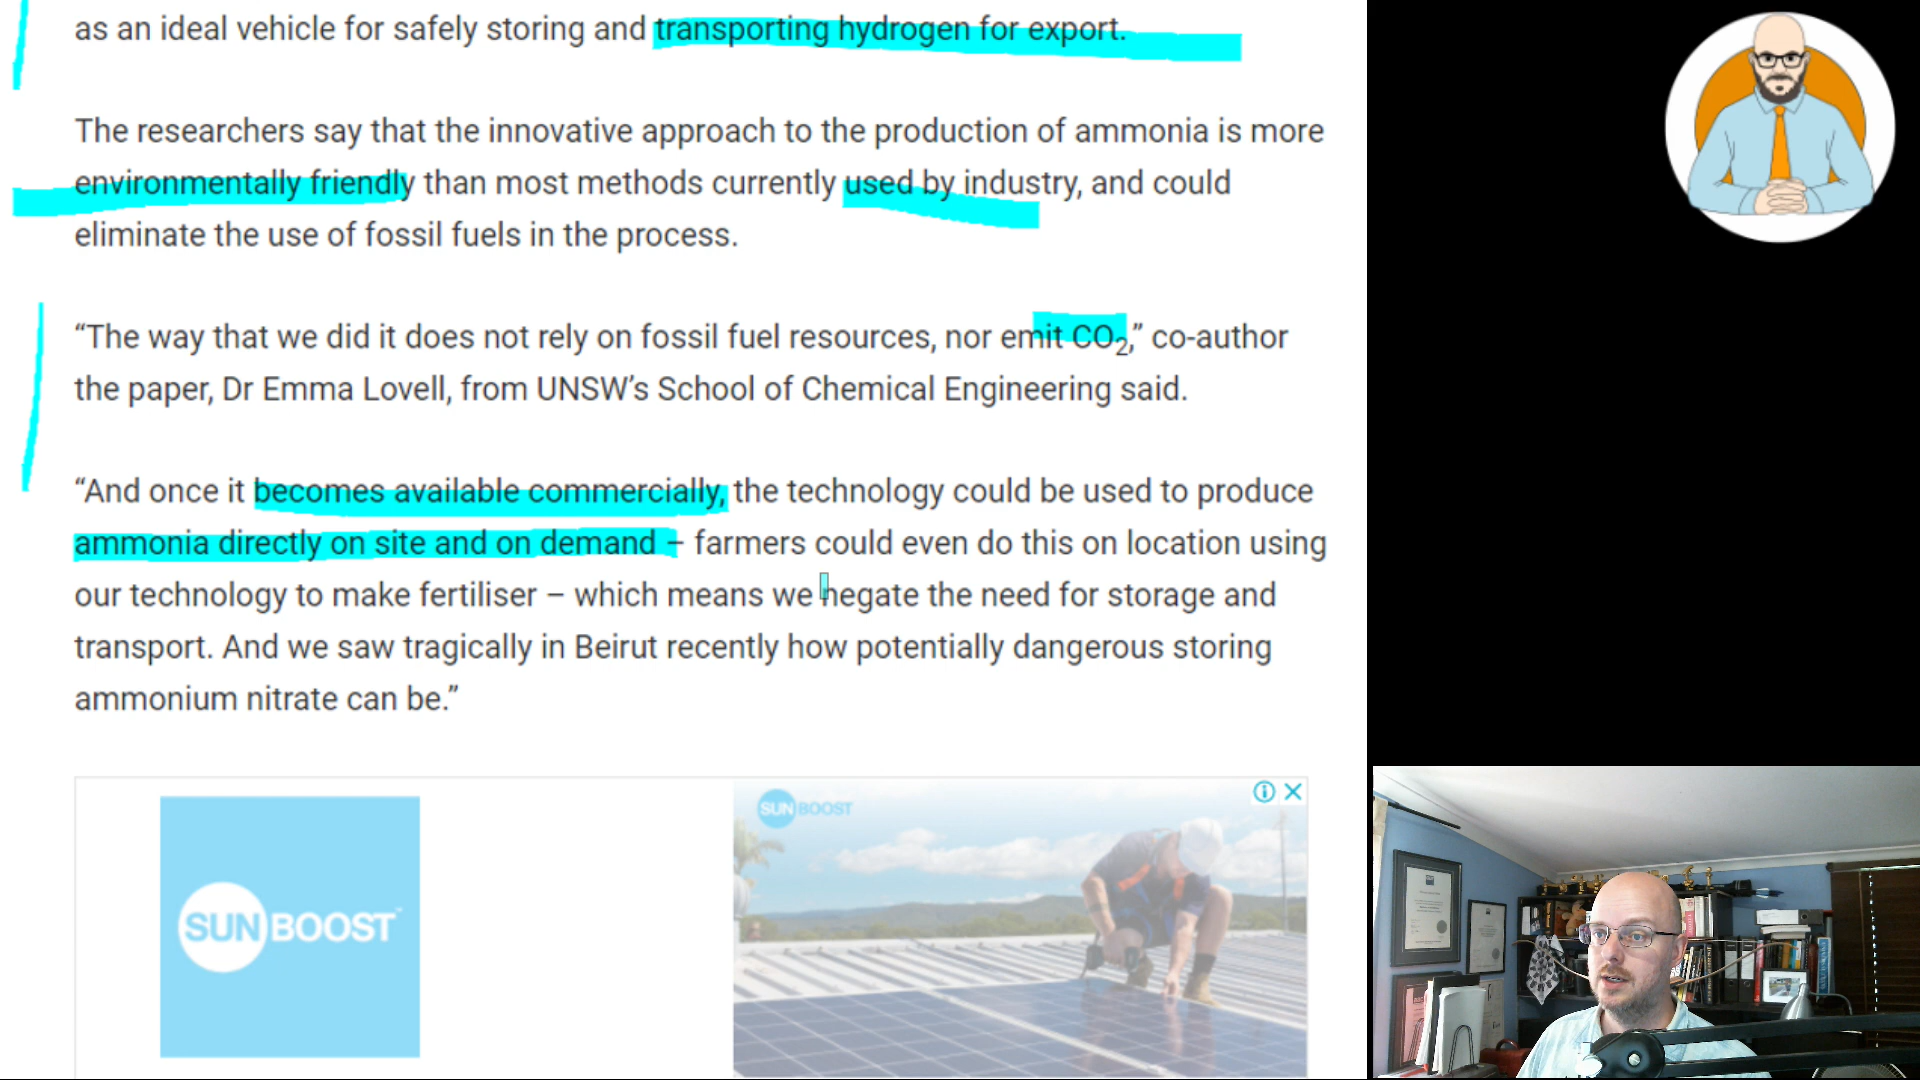 as an ideal vehicle for safely storing and transporting hydrogen for export.
The researchers say that the innovative approach to the production of ammonia is more
environmentally friendly than most methods currently used by industry, and could
eliminate the use of fossil fuels in the process.
“The way that we did it does not rely on fossil fuel resources, nor emit CO₂,” co-author
the paper, Dr Emma Lovell, from UNSW’s School of Chemical Engineering said.
“And once it becomes available commercially, the technology could be used to produce
ammonia directly on site and on demand – farmers could even do this on location using
our technology to make fertiliser – which means we negate the need for storage and
transport. And we saw tragically in Beirut recently how potentially dangerous storing
ammonium nitrate can be.”
SUNBOOST
SUNBOOST